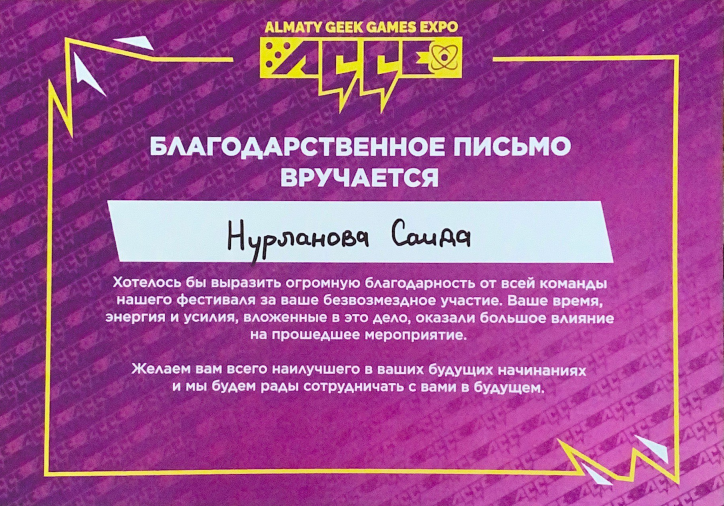 ALMATY GEEK GAMES EXPO
AGGE
БЛАГОДАРСТВЕННОЕ ПИСЬМО
ВРУЧАЕТСЯ
Нурланова Саида
Хотелось бы выразить огромную благодарность от всей команды
нашего фестиваля за ваше безвозмездное участие. Ваше время,
энергия и усилия, вложенные в это дело, оказали большое влияние
на прошедшее мероприятие.
Желаем вам всего наилучшего в ваших будущих начинаниях
и мы будем рады сотрудничать с вами в будущем.